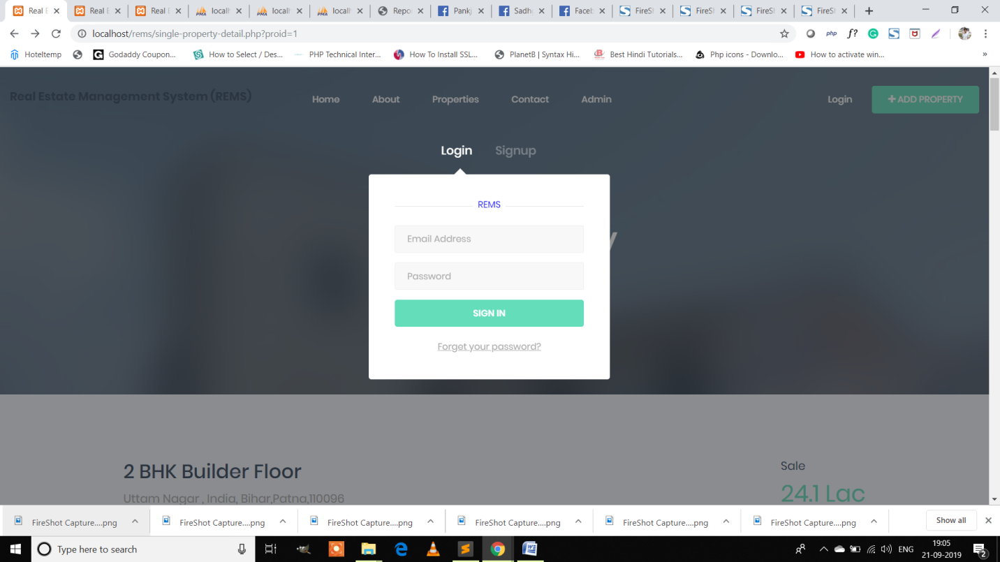 Real E
Real E
Real E
localh
localh
localh
Repo
Pankj
Sadh
Faceb
FireSh
FireSh
FireSh
FireSh
localhost/rems/single-property-detail.php?proid=1
php
f?
Hoteltemp
Godaddy Coupon...
How to Select / Des...
PHP Technical Inter...
How To Install SSL...
PlanetB | Syntax Hi...
Best Hindi Tutorials...
Php icons - Downlo...
How to activate win...
»
Real Estate Management System (REMS)
Home About Properties Contact Admin
Login
+ ADD PROPERTY
Login Signup
REMS
Email Address
Password
SIGN IN
Forget your password?
y
2 BHK Builder Floor
Uttam Nagar , India, Bihar,Patna,110096
Sale
24.1 Lac
FireShot Capture....png
FireShot Capture....png
FireShot Capture....png
FireShot Capture....png
FireShot Capture....png
FireShot Capture....png
Show all
Type here to search
ENG
19:05
21-09-2019
2